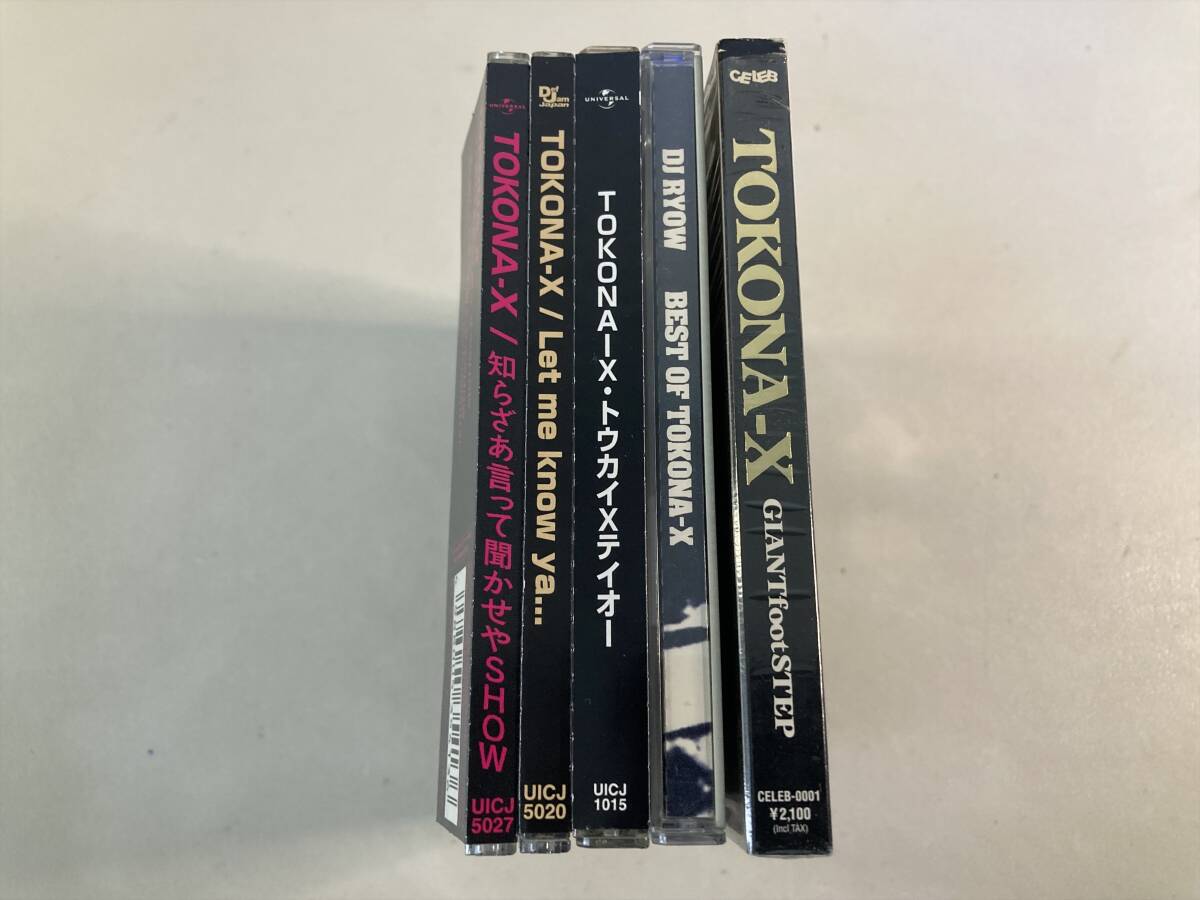 UNIVERSAL
TOKONA-X / 知らざあ言って聞かせやSHOW
UICJ
5027
Def Jam
Japan
TOKONA-X / Let me know ya...
UICJ
5020
UNIVERSAL
TOKONA-X・トウカイXテイオー
UICJ
1015
DJ RYOW BEST OF TOKONA-X
CELEB
TOKONA-X GIANTfootSTEP
CELEB-0001
¥2,100
(Incl.TAX)